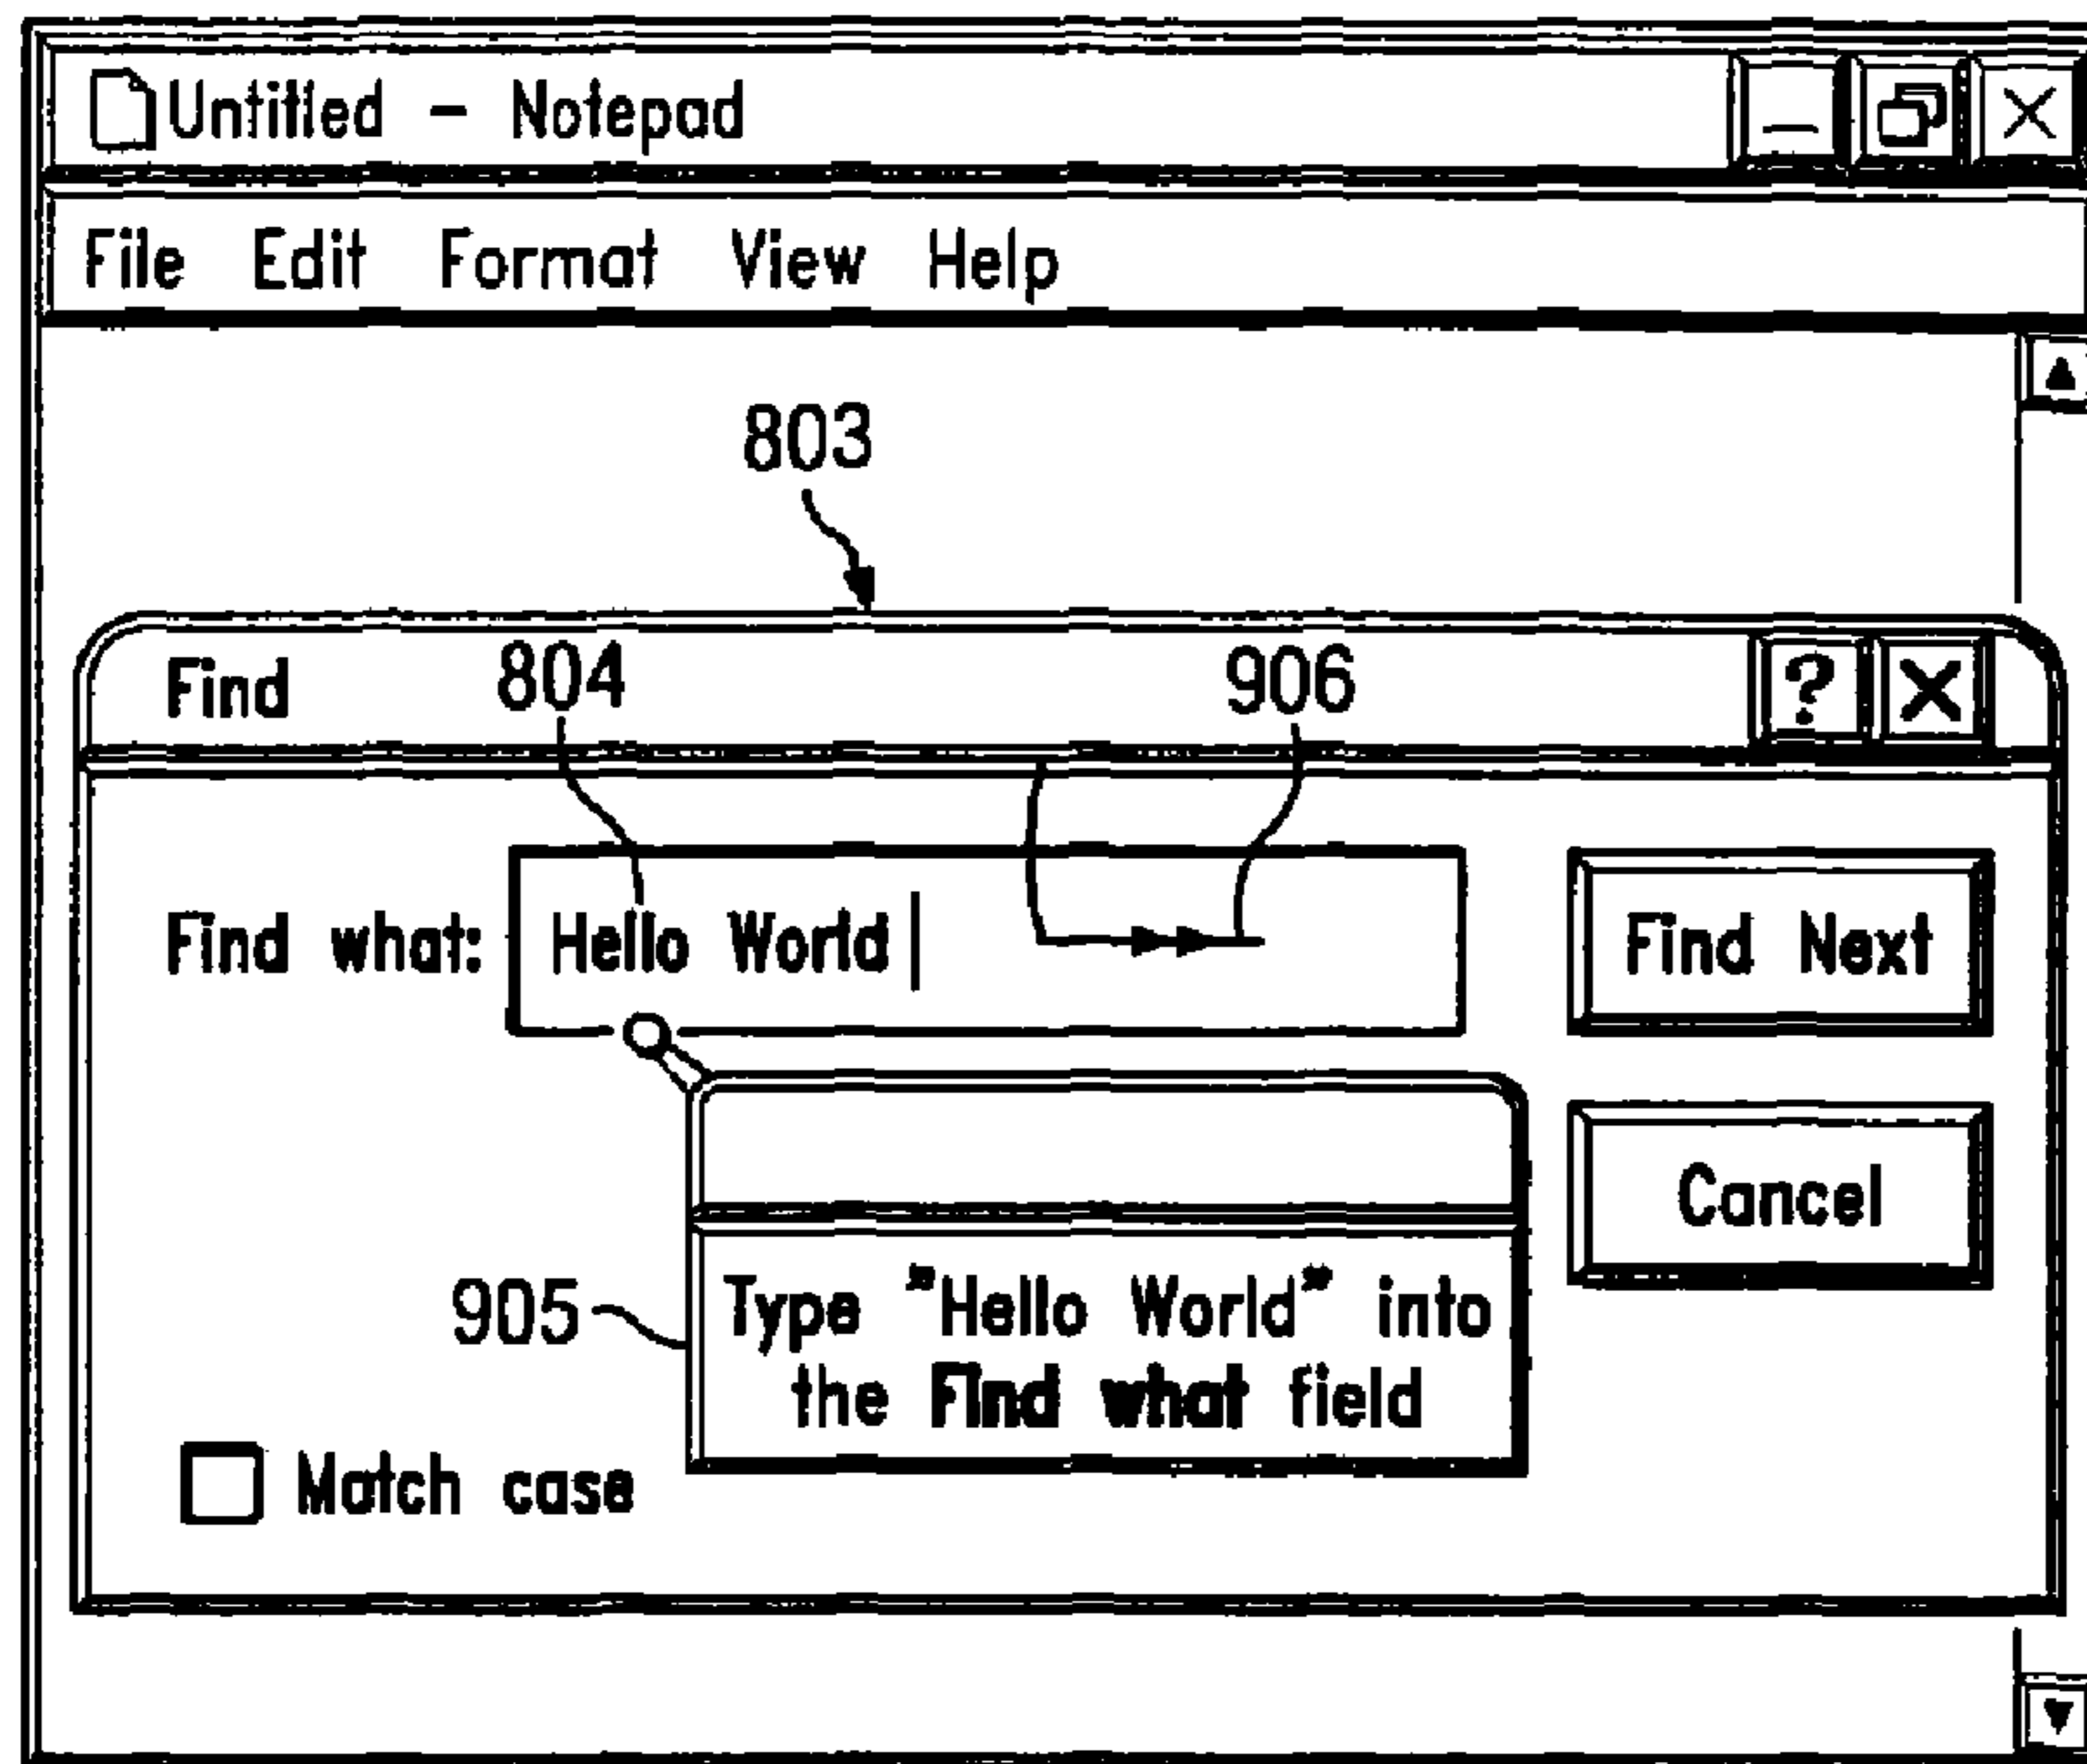 Untitled - Notepad
File Edit Format View Help
803
Find 804 906 ?
Find what: Hello World Find Next
Cancel
905 Type "Hello World" into
the Find what field
Match case